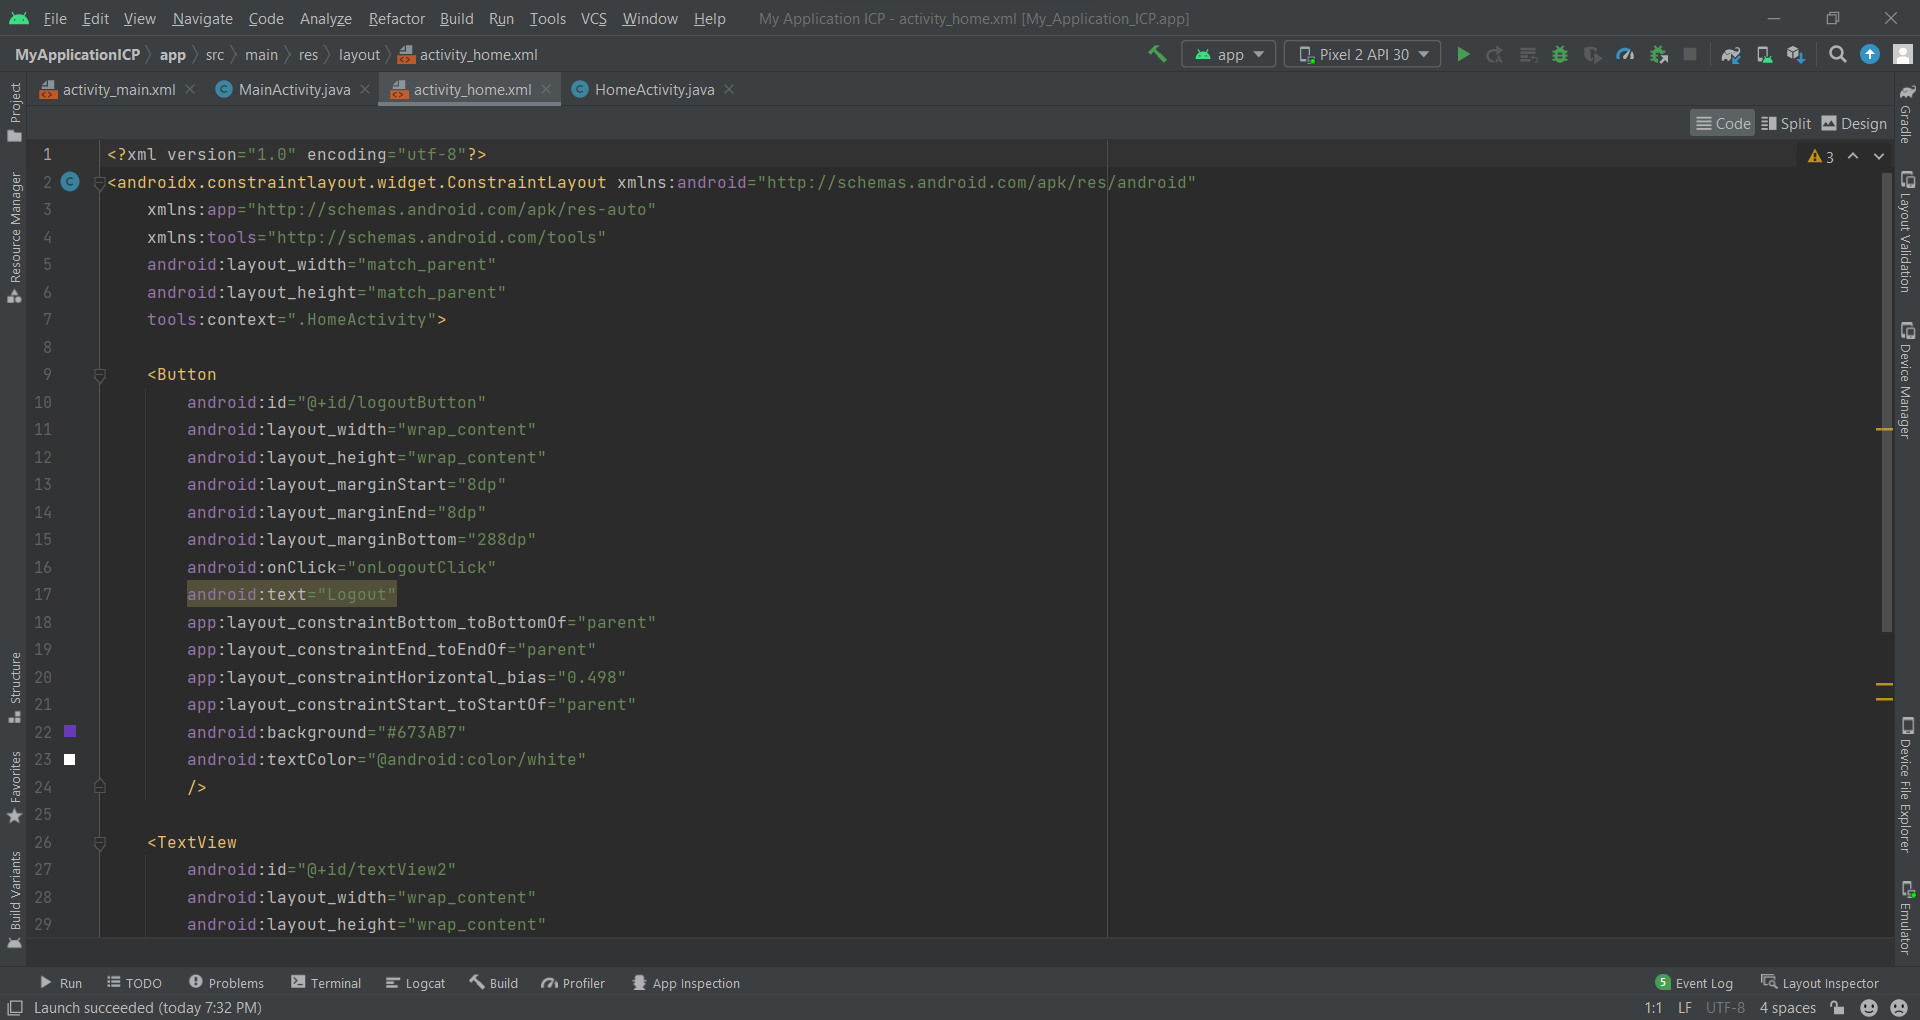 File Edit View Navigate Code Analyze Refactor Build Run Tools VCS Window Help My Application ICP - activity_home.xml [My_Application_ICP.app]
MyApplicationICP app src main res layout activity_home.xml app Pixel 2 API 30
activity_main.xml MainActivity.java activity_home.xml HomeActivity.java
Code Split Design
3
1 <?xml version="1.0" encoding="utf-8"?>
2 <androidx.constraintlayout.widget.ConstraintLayout xmlns:android="http://schemas.android.com/apk/res/android"
3 xmlns:app="http://schemas.android.com/apk/res-auto"
4 xmlns:tools="http://schemas.android.com/tools"
5 android:layout_width="match_parent"
6 android:layout_height="match_parent"
7 tools:context=".HomeActivity">
8
9 <Button
10 android:id="@+id/logoutButton"
11 android:layout_width="wrap_content"
12 android:layout_height="wrap_content"
13 android:layout_marginStart="8dp"
14 android:layout_marginEnd="8dp"
15 android:layout_marginBottom="288dp"
16 android:onClick="onLogoutClick"
17 android:text="Logout"
18 app:layout_constraintBottom_toBottomOf="parent"
19 app:layout_constraintEnd_toEndOf="parent"
20 app:layout_constraintHorizontal_bias="0.498"
21 app:layout_constraintStart_toStartOf="parent"
22 android:background="#673AB7"
23 android:textColor="@android:color/white"
24 />
25
26 <TextView
27 android:id="@+id/textView2"
28 android:layout_width="wrap_content"
29 android:layout_height="wrap_content"
Project
Resource Manager
Structure
Favorites
Build Variants
Gradle
Layout Validation
Device Manager
Device File Explorer
Emulator
Run TODO Problems Terminal Logcat Build Profiler App Inspection 5 Event Log Layout Inspector
Launch succeeded (today 7:32 PM) 1:1 LF UTF-8 4 spaces